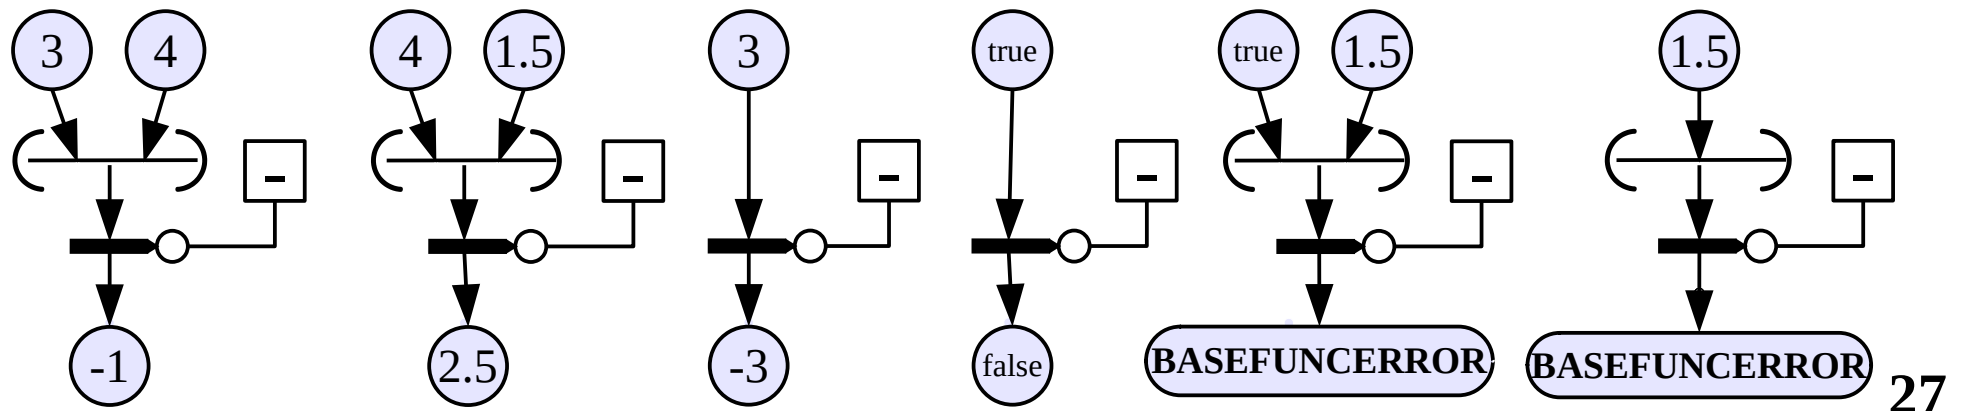 3 4 4 1.5 3 true true 1.5 1.5
- - - - - -
-1 2.5 -3 false BASEFUNCERROR BASEFUNCERROR
27